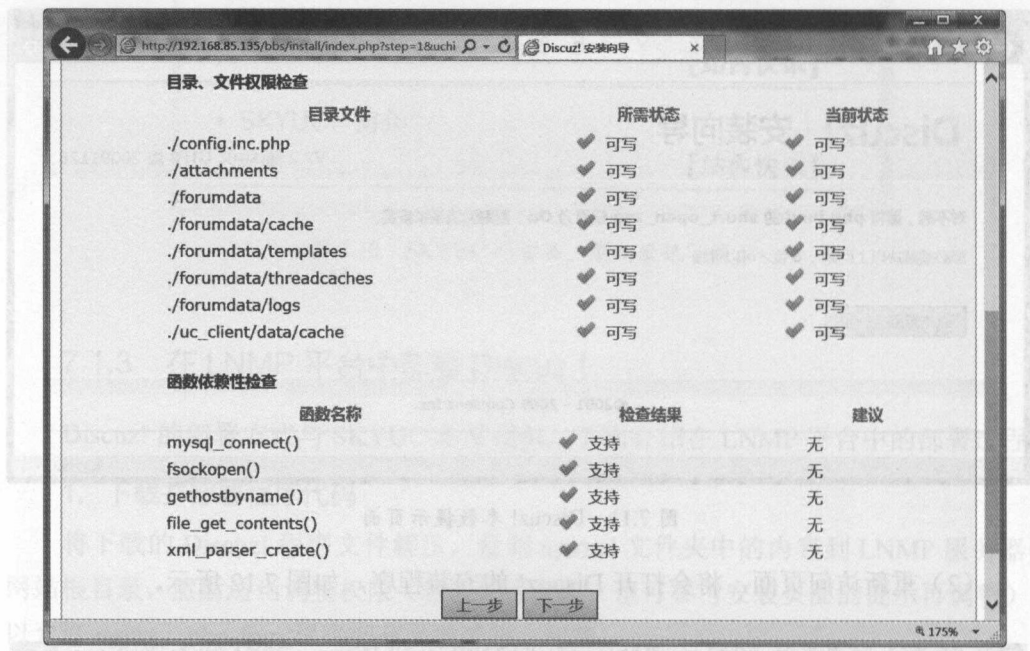 http://192.168.85.135/bbs/install/index.php?step=1&uchi
Discuz! 安装向导
目录、文件权限检查
目录文件 所需状态 当前状态
./config.inc.php 可写 可写
./attachments 可写 可写
./forumdata 可写 可写
./forumdata/cache 可写 可写
./forumdata/templates 可写 可写
./forumdata/threadcaches 可写 可写
./forumdata/logs 可写 可写
./uc_client/data/cache 可写 可写
函数依赖性检查
函数名称 检查结果 建议
mysql_connect() 支持 无
fsockopen() 支持 无
gethostbyname() 支持 无
file_get_contents() 支持 无
xml_parser_create() 支持 无
上一步 下一步
175%